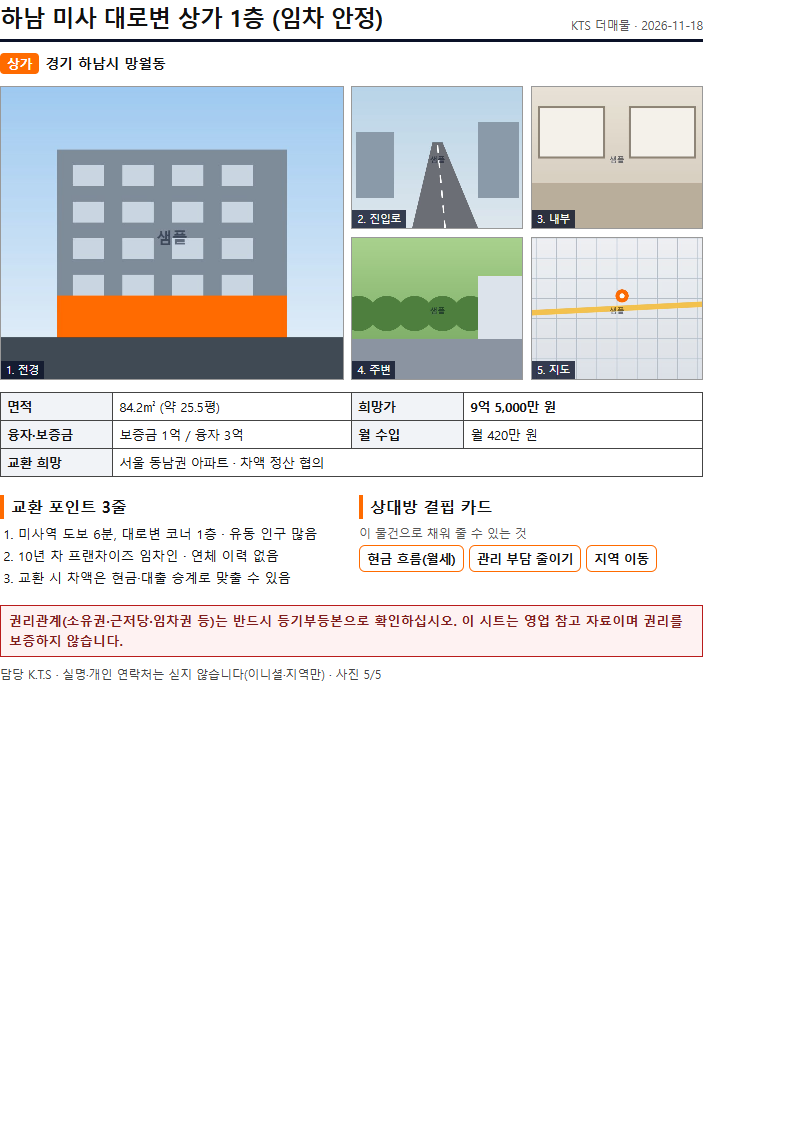 하남 미사 대로변 상가 1층 (임차 안정)
KTS 더매물 · 2026-11-18
상가 경기 하남시 망월동
샘플
1. 전경
샘플
2. 진입로
샘플
3. 내부
샘플
4. 주변
샘플
5. 지도
면적 84.2㎡ (약 25.5평) 희망가 9억 5,000만 원
융자·보증금 보증금 1억 / 융자 3억 월 수입 월 420만 원
교환 희망 서울 동남권 아파트 · 차액 정산 협의
교환 포인트 3줄
1. 미사역 도보 6분, 대로변 코너 1층 · 유동 인구 많음
2. 10년 차 프랜차이즈 임차인 · 연체 이력 없음
3. 교환 시 차액은 현금·대출 승계로 맞출 수 있음
상대방 결핍 카드
이 물건으로 채워 줄 수 있는 것
현금 흐름(월세) 관리 부담 줄이기 지역 이동
권리관계(소유권·근저당·임차권 등)는 반드시 등기부등본으로 확인하십시오. 이 시트는 영업 참고 자료이며 권리를
보증하지 않습니다.
담당 K.T.S · 실명·개인 연락처는 싣지 않습니다(이니셜·지역만) · 사진 5/5